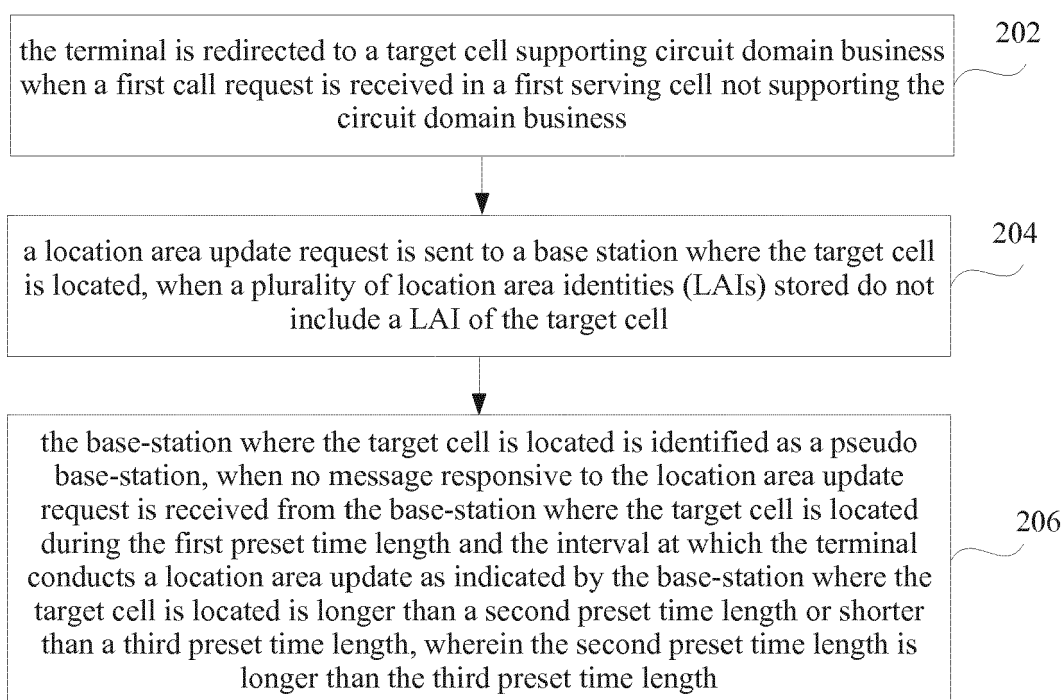 the terminal is redirected to a target cell supporting circuit domain business
when a first call request is received in a first serving cell not supporting the
circuit domain business
202
a location area update request is sent to a base station where the target cell
is located, when a plurality of location area identities (LAIs) stored do not
include a LAI of the target cell
204
the base-station where the target cell is located is identified as a pseudo
base-station, when no message responsive to the location area update
request is received from the base-station where the target cell is located
during the first preset time length and the interval at which the terminal
conducts a location area update as indicated by the base-station where the
target cell is located is longer than a second preset time length or shorter
than a third preset time length, wherein the second preset time length is
longer than the third preset time length
206